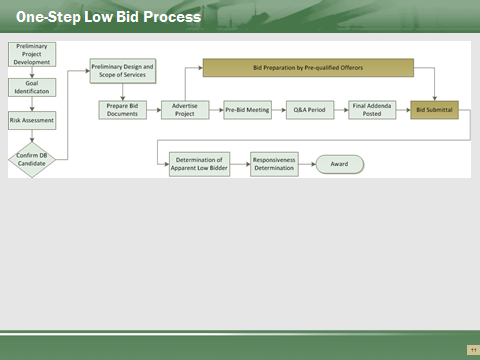 One-Step Low Bid Process
Preliminary
Project
Development
Goal
Identificaton
Risk Assessment
Confirm DB
Candidate
Preliminary Design and
Scope of Services
Prepare Bid
Documents
Advertise
Project
Bid Preparation by Pre-qualified Offerors
Pre-Bid Meeting
Q&A Period
Final Addenda
Posted
Bid Submittal
Determination of
Apparent Low Bidder
Responsiveness
Determination
Award